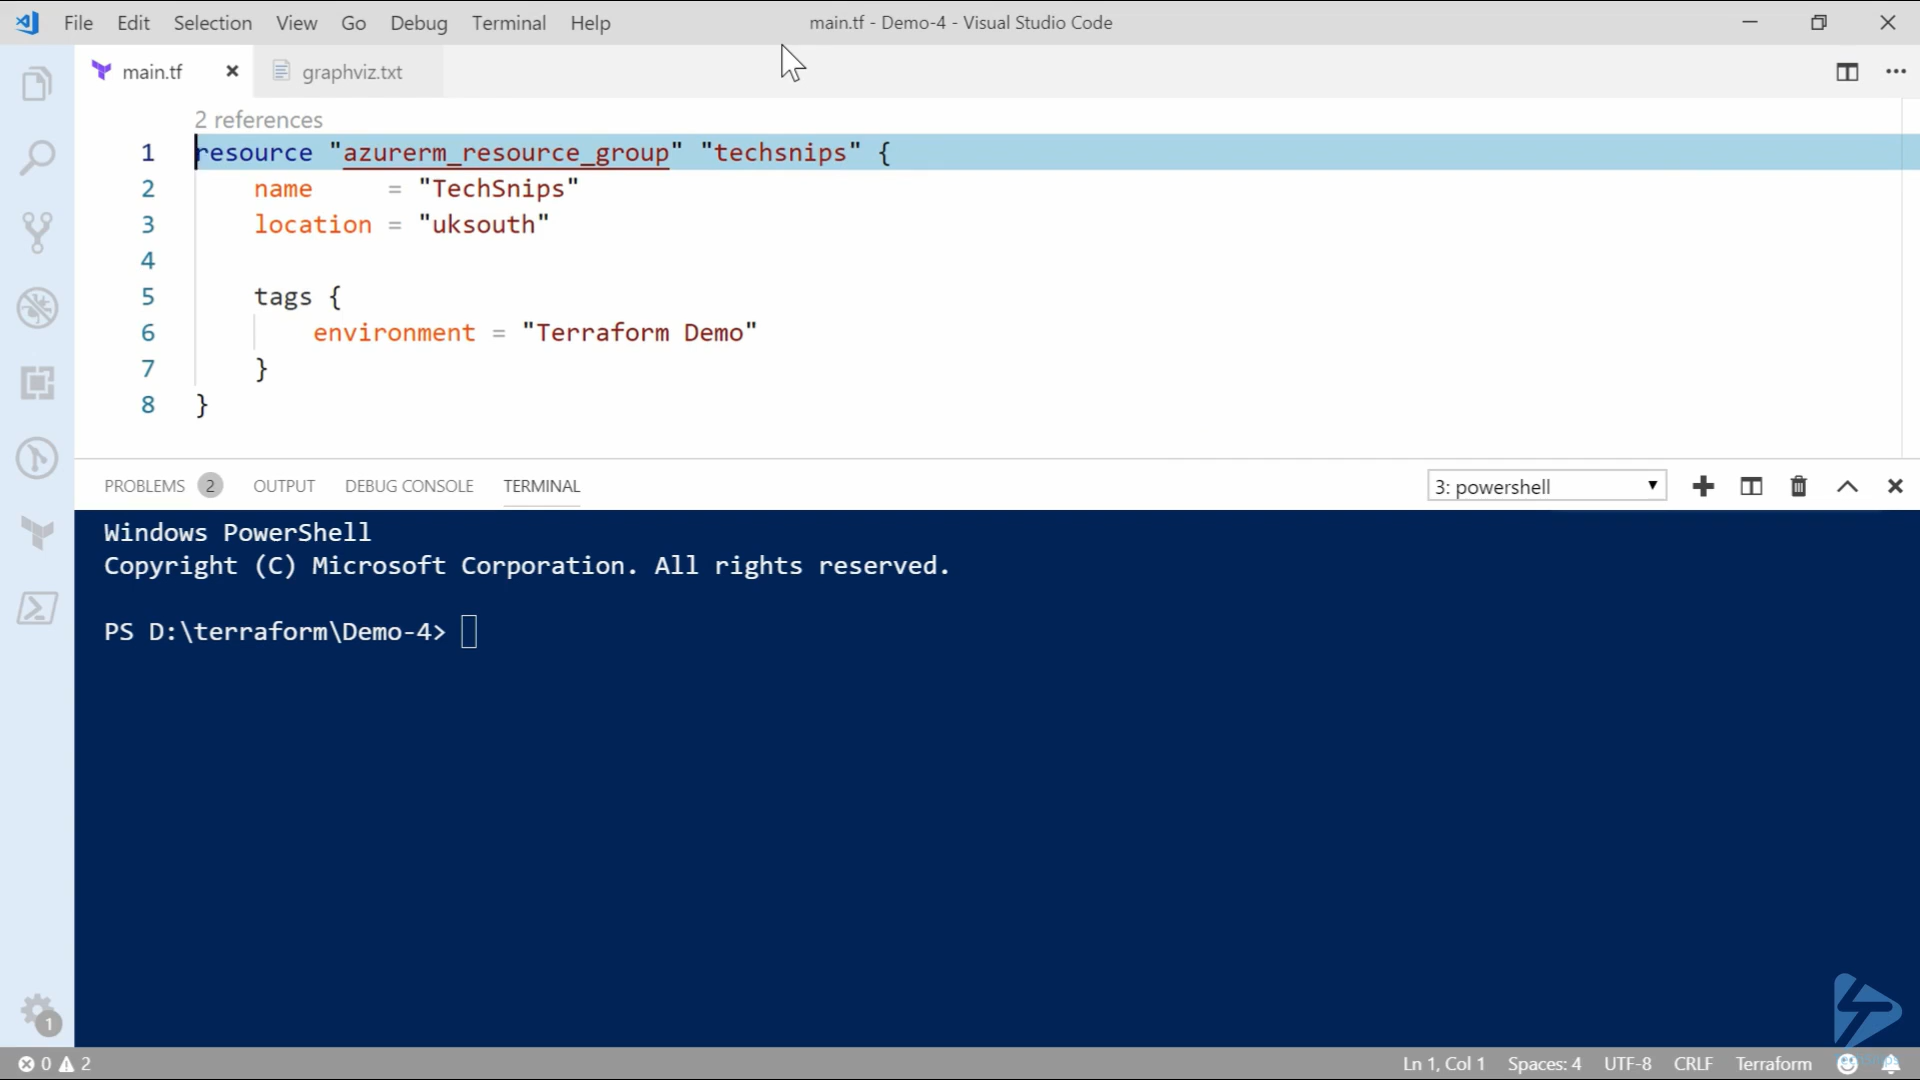 File Edit Selection View Go Debug Terminal Help main.tf - Demo-4 - Visual Studio Code
main.tf graphviz.txt
2 references
1 resource "azurerm_resource_group" "techsnips" {
2 name = "TechSnips"
3 location = "uksouth"
4
5 tags {
6 environment = "Terraform Demo"
7 }
8 }
PROBLEMS 2 OUTPUT DEBUG CONSOLE TERMINAL 3: powershell
Windows PowerShell
Copyright (C) Microsoft Corporation. All rights reserved.
PS D:\terraform\Demo-4>
1
0 2 Ln 1, Col 1 Spaces: 4 UTF-8 CRLF Terraform